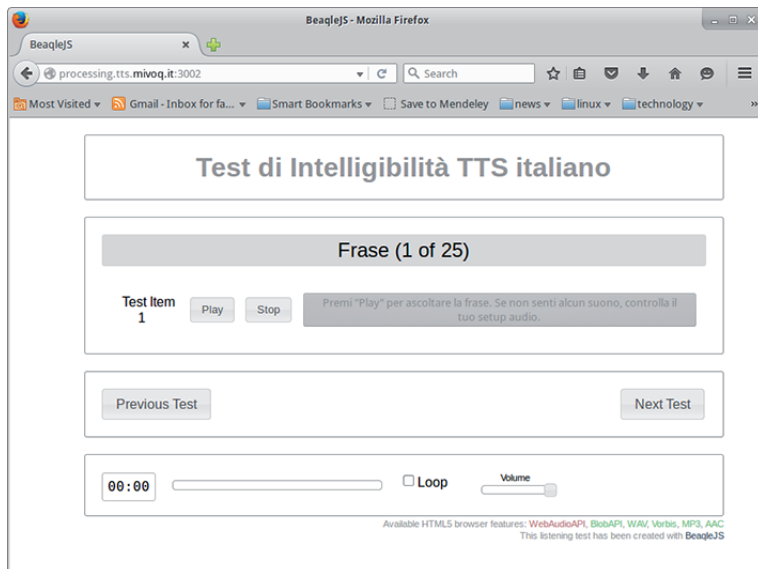 BeaqleJS - Mozilla Firefox
BeaqleJS
processing.tts.mivoq.it:3002
Search
Most Visited
Gmail - Inbox for fa...
Smart Bookmarks
Save to Mendeley
news
linux
technology
»
Test di Intelligibilità TTS italiano
Frase (1 of 25)
Test Item
1
Play
Stop
Premi "Play" per ascoltare la frase. Se non senti alcun suono, controlla il
tuo setup audio.
Previous Test
Next Test
00:00
Loop
Volume
Available HTML5 browser features: WebAudioAPI, BlobAPI, WAV, Vorbis, MP3, AAC
This listening test has been created with BeaqleJS